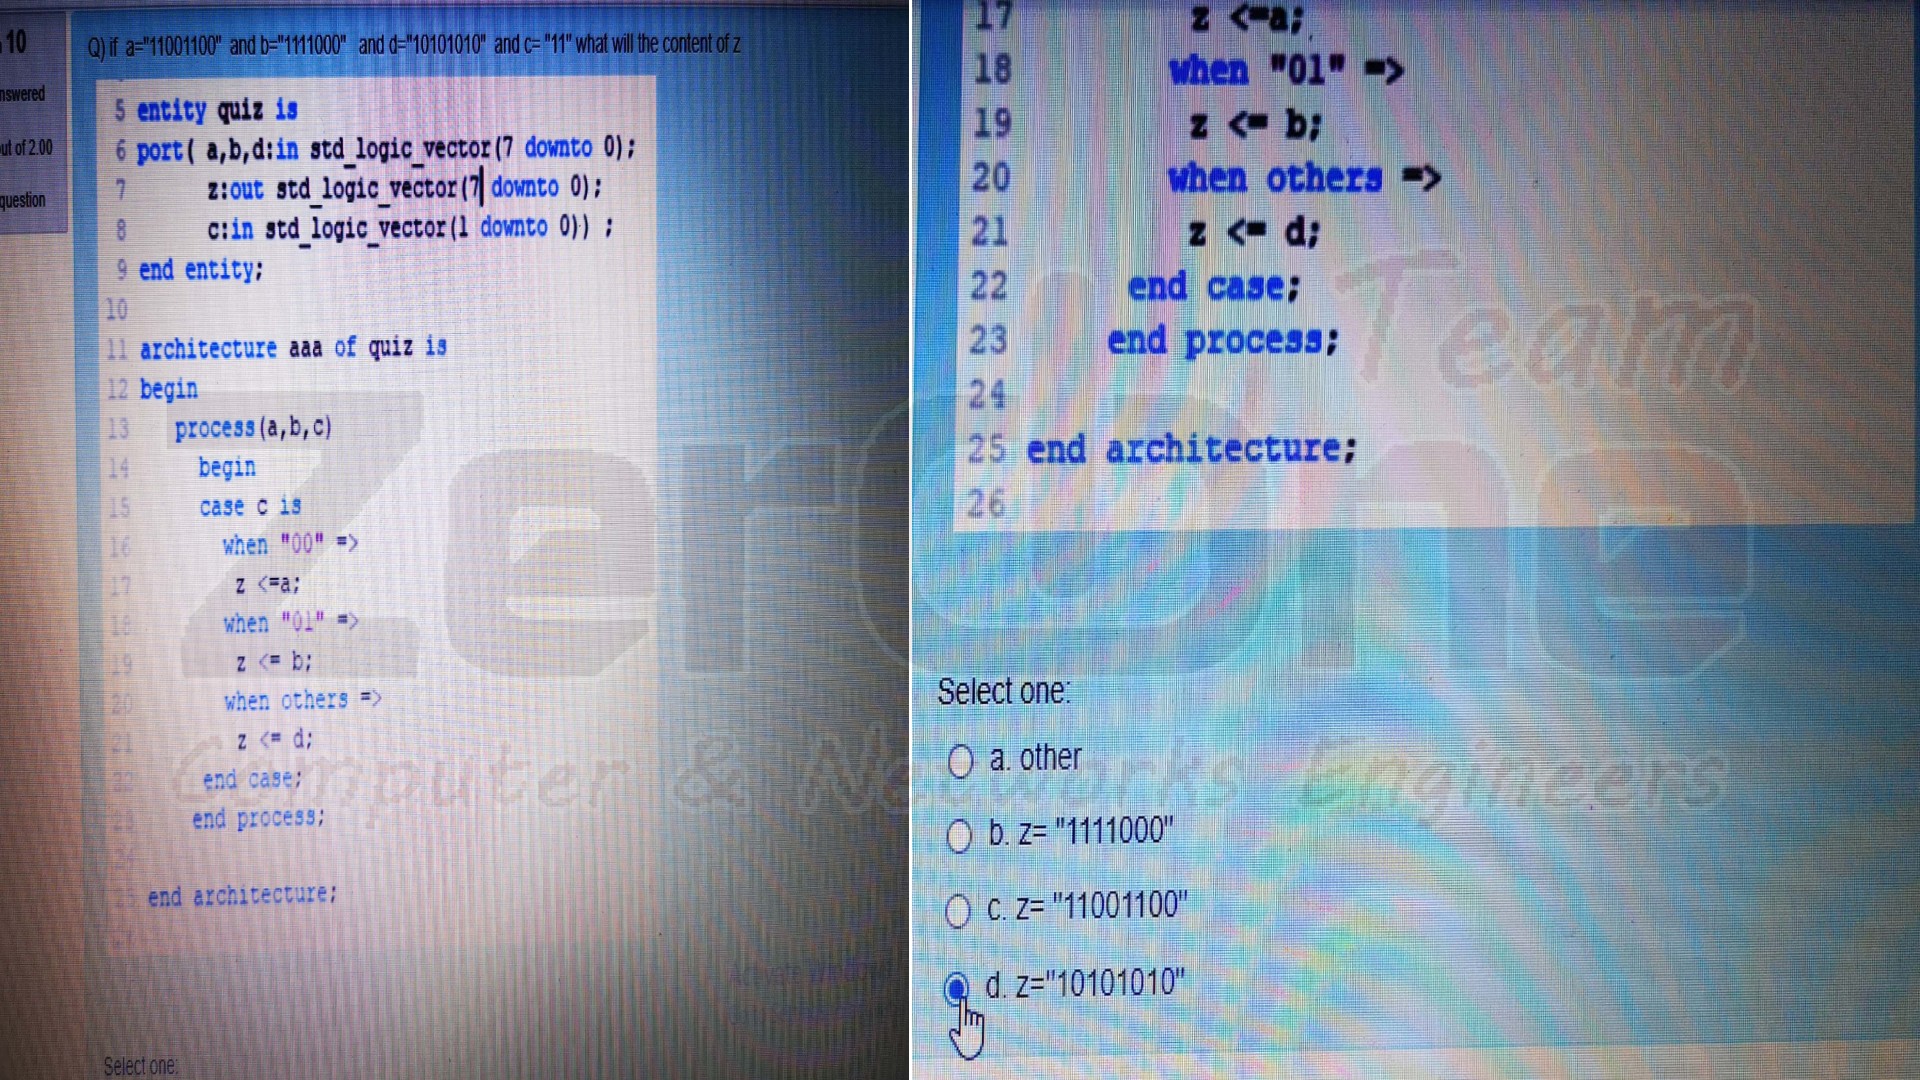 10
nswered
ut of 2.00
question
Q) if a="11001100" and b="1111000" and d="10101010" and c= "11" what will the content of z
5 entity quiz is
6 port( a,b,d:in std_logic_vector(7 downto 0);
7 z:out std_logic_vector(7 downto 0);
8 c:in std_logic_vector(1 downto 0)) ;
9 end entity;
10
11 architecture aaa of quiz is
12 begin
13 process(a,b,c)
14 begin
15 case c is
16 when "00" =>
17 z <=a;
18 when "01" =>
19 z <= b;
20 when others =>
21 z <= d;
22 end case;
23 end process;
24
25 end architecture;
Select one:
17 z <=a;
18 when "01" =>
19 z <= b;
20 when others =>
21 z <= d;
22 end case;
23 end process;
24
25 end architecture;
26
Select one:
a. other
b. z= "1111000"
c. z= "11001100"
d. z="10101010"
ZeroOne
Team
Computer & Networks Engineers